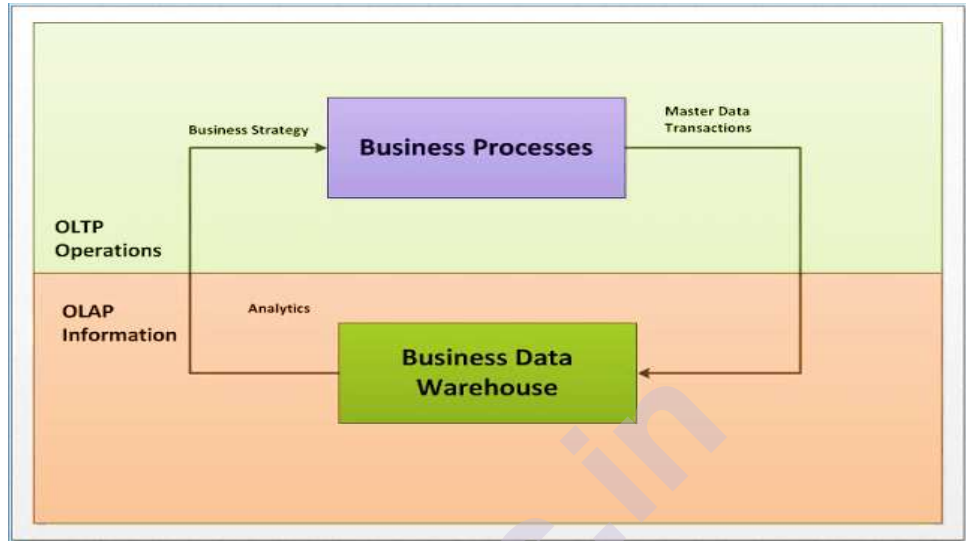 Business Strategy
Business Processes
Master Data
Transactions
OLTP
Operations
OLAP
Information
Analytics
Business Data
Warehouse